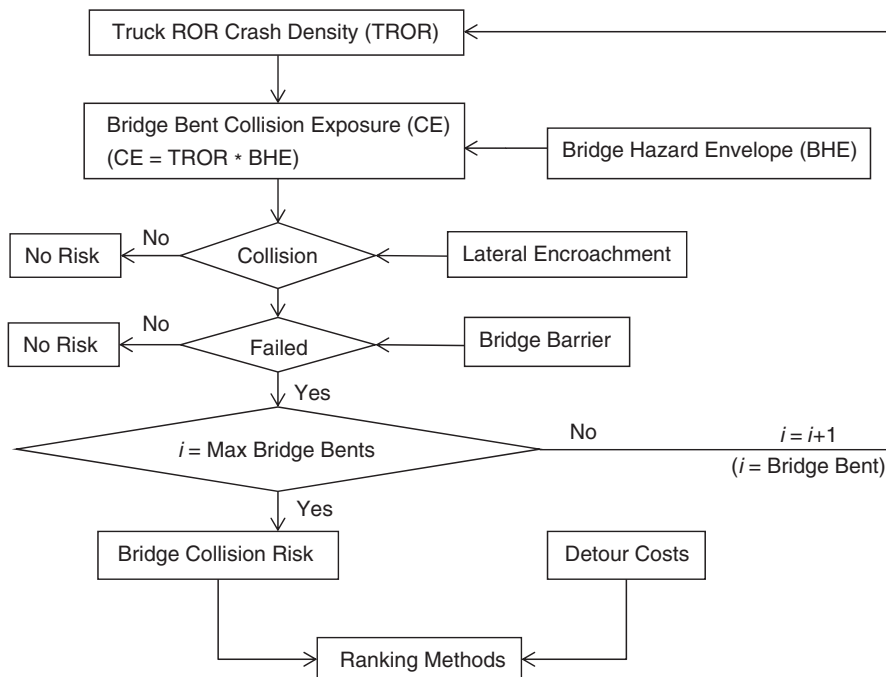 Truck ROR Crash Density (TROR)
Bridge Bent Collision Exposure (CE)
(CE = TROR * BHE)
Bridge Hazard Envelope (BHE)
No Risk
No
Collision
Lateral Encroachment
No Risk
No
Failed
Bridge Barrier
Yes
i = Max Bridge Bents
No
i = i+1
(i = Bridge Bent)
Yes
Bridge Collision Risk
Detour Costs
Ranking Methods